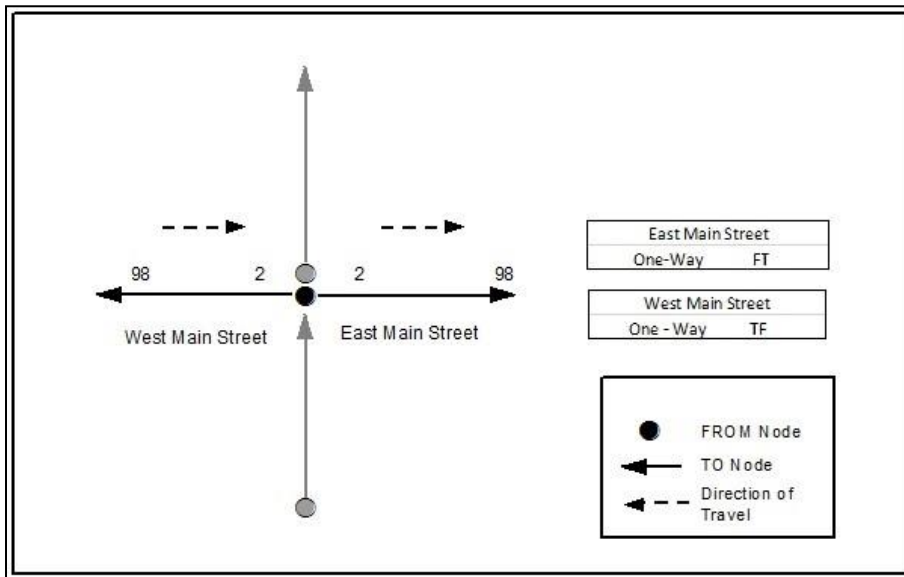 98 2 2 98
West Main Street East Main Street
East Main Street
One-Way FT
West Main Street
One - Way TF
FROM Node
TO Node
Direction of
Travel